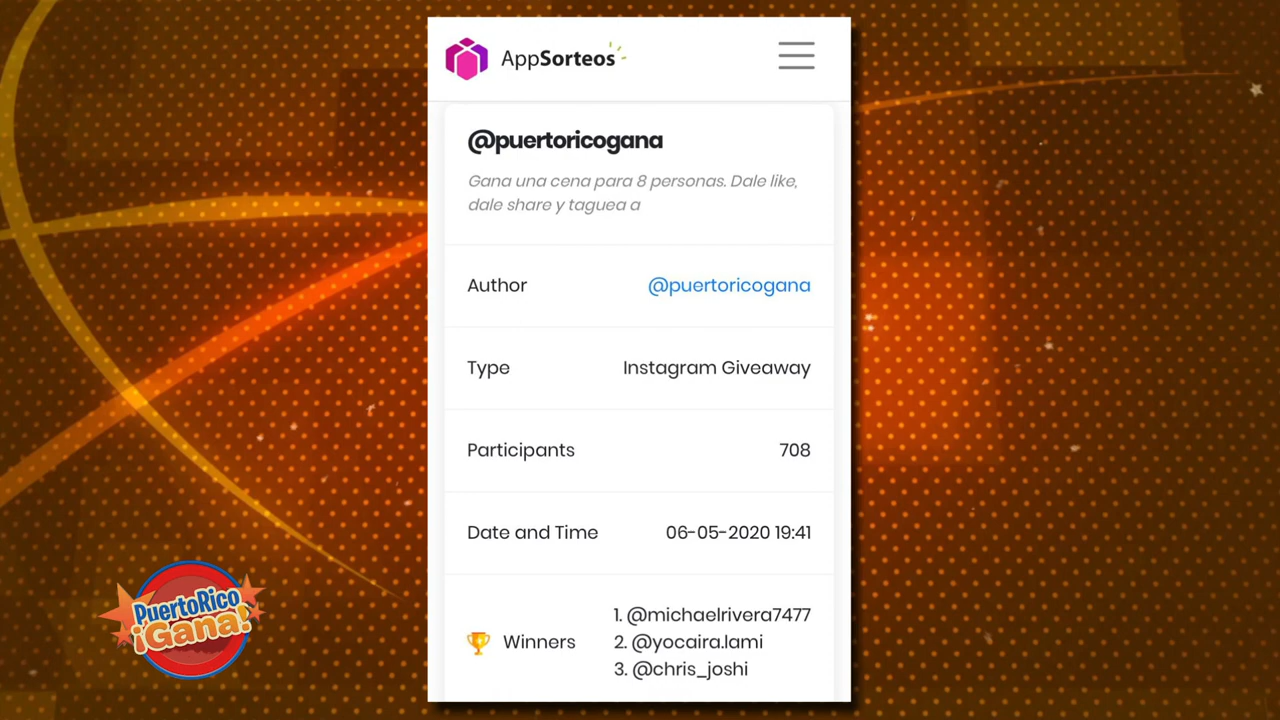 AppSorteos
@puertoricogana
Gana una cena para 8 personas. Dale like,
dale share y taguea a
Author @puertoricogana
Type Instagram Giveaway
Participants 708
Date and Time 06-05-2020 19:41
Winners
1. @michaelrivera7477
2. @yocaira.lami
3. @chris_joshi
PuertoRico
¡Gana!